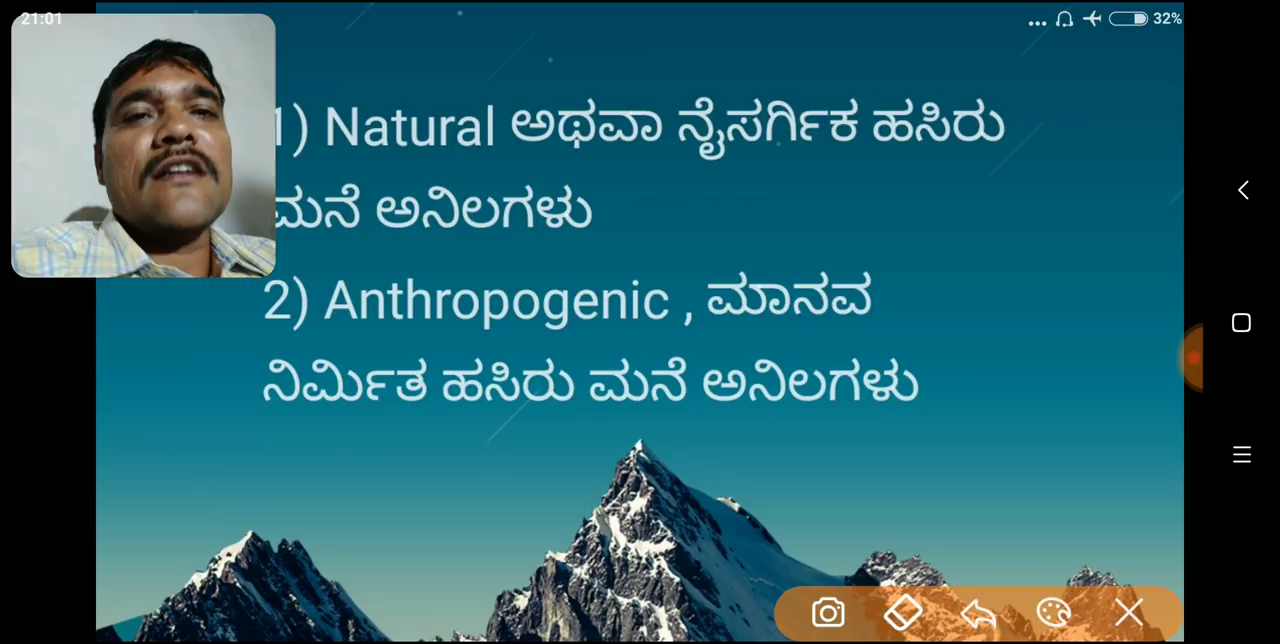 21:01
32%
1) Natural ಅಥವಾ ನೈಸರ್ಗಿಕ ಹಸಿರು
ಮನೆ ಅನಿಲಗಳು
2) Anthropogenic , ಮಾನವ
ನಿರ್ಮಿತ ಹಸಿರು ಮನೆ ಅನಿಲಗಳು